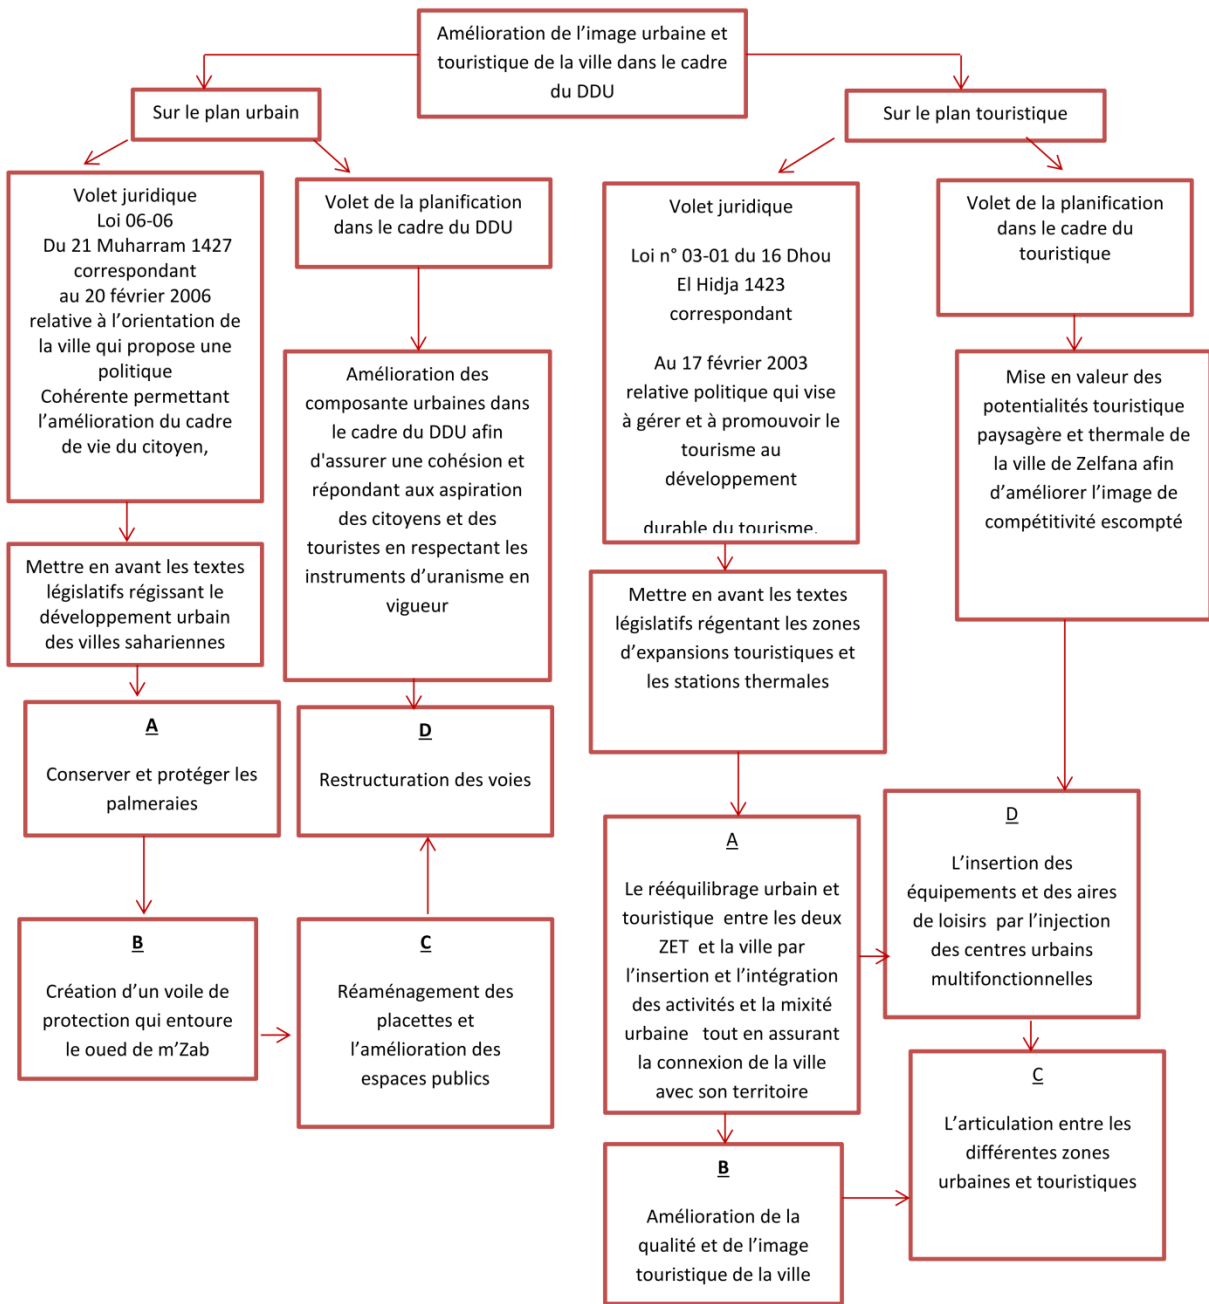 Amélioration de l’image urbaine et
touristique de la ville dans le cadre
du DDU
Sur le plan urbain
Sur le plan touristique
Volet juridique
Loi 06-06
Du 21 Muharram 1427
correspondant
au 20 février 2006
relative à l’orientation de
la ville qui propose une
politique
Cohérente permettant
l’amélioration du cadre
de vie du citoyen,
Volet de la planification
dans le cadre du DDU
Volet juridique
Loi n° 03-01 du 16 Dhou
El Hidja 1423
correspondant
Au 17 février 2003
relative politique qui vise
à gérer et à promouvoir le
tourisme au
développement
durable du tourisme.
Volet de la planification
dans le cadre du
touristique
Amélioration des
composante urbaines dans
le cadre du DDU afin
d'assurer une cohésion et
répondant aux aspiration
des citoyens et des
touristes en respectant les
instruments d’uranisme en
vigueur
Mise en valeur des
potentialités touristique
paysagère et thermale de
la ville de Zelfana afin
d’améliorer l’image de
compétitivité escompté
Mettre en avant les textes
législatifs régissant le
développement urbain
des villes sahariennes
Mettre en avant les textes
législatifs régentant les zones
d’expansions touristiques et
les stations thermales
A
Conserver et protéger les
palmeraies
D
Restructuration des voies
B
Création d’un voile de
protection qui entoure
le oued de m’Zab
C
Réaménagement des
placettes et
l’amélioration des
espaces publics
A
Le rééquilibrage urbain et
touristique entre les deux
ZET et la ville par
l’insertion et l’intégration
des activités et la mixité
urbaine tout en assurant
la connexion de la ville
avec son territoire
D
L’insertion des
équipements et des aires
de loisirs par l’injection
des centres urbains
multifonctionnelles
B
Amélioration de la
qualité et de l’image
touristique de la ville
C
L’articulation entre les
différentes zones
urbaines et touristiques